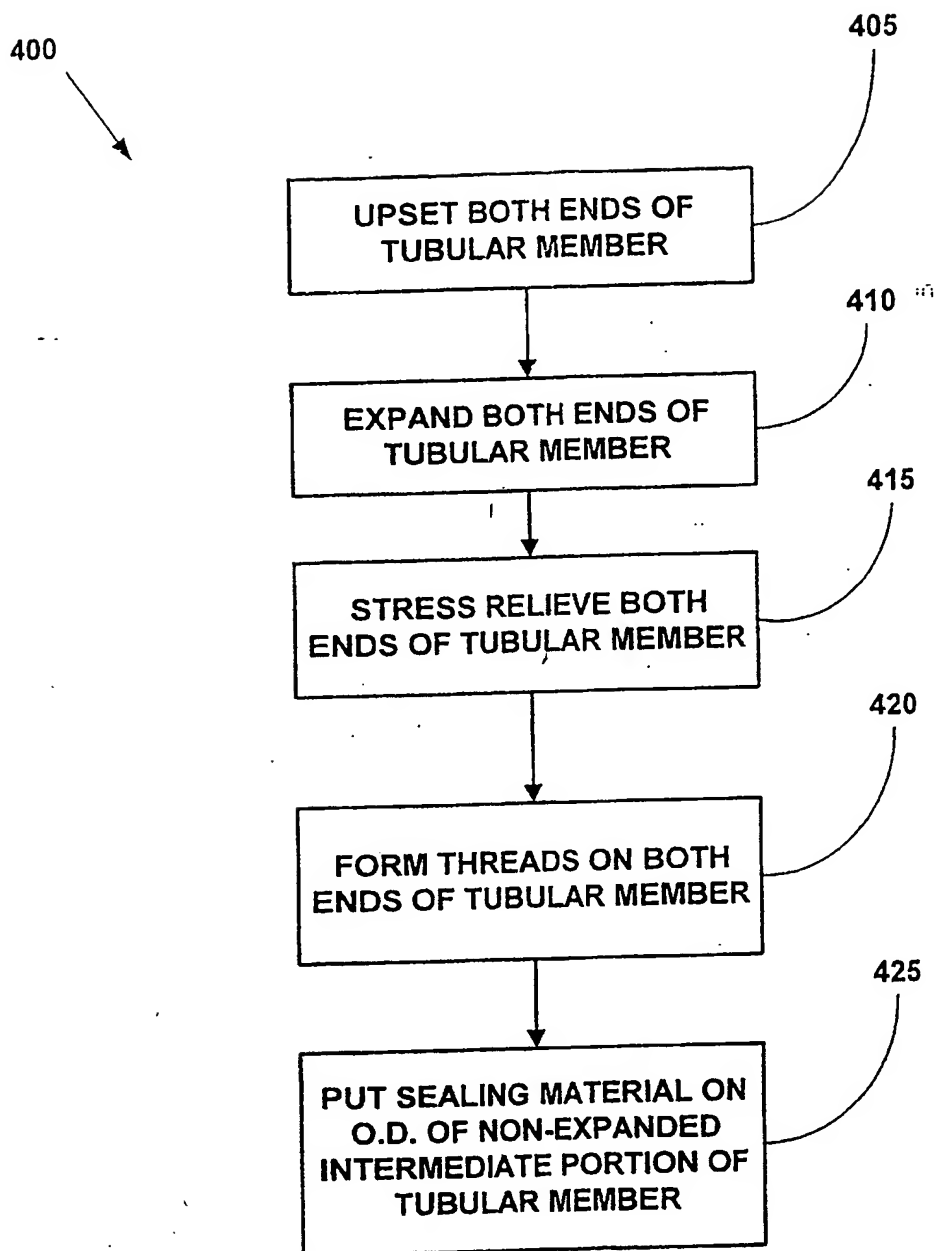 400
405
UPSET BOTH ENDS OF
TUBULAR MEMBER
410
EXPAND BOTH ENDS OF
TUBULAR MEMBER
415
STRESS RELIEVE BOTH
ENDS OF TUBULAR MEMBER
420
FORM THREADS ON BOTH
ENDS OF TUBULAR MEMBER
425
PUT SEALING MATERIAL ON
O.D. OF NON-EXPANDED
INTERMEDIATE PORTION OF
TUBULAR MEMBER